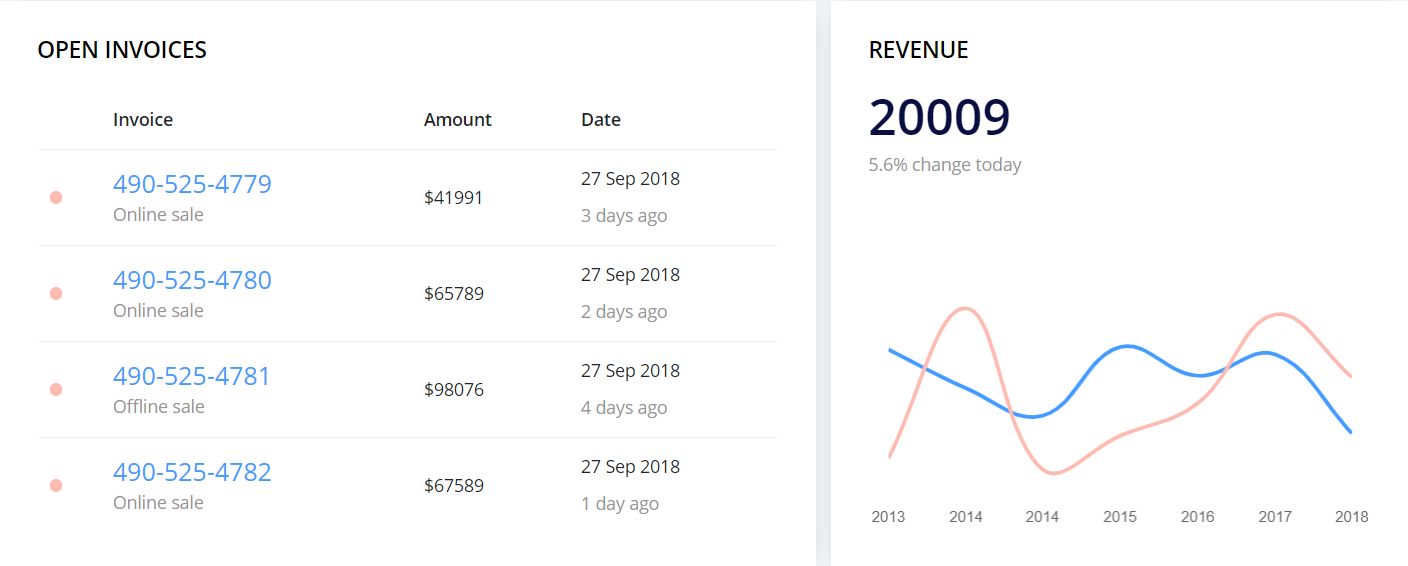 OPEN INVOICES
Invoice Amount Date
490-525-4779
Online sale
$41991
27 Sep 2018
3 days ago
490-525-4780
Online sale
$65789
27 Sep 2018
2 days ago
490-525-4781
Offline sale
$98076
27 Sep 2018
4 days ago
490-525-4782
Online sale
$67589
27 Sep 2018
1 day ago
REVENUE
20009
5.6% change today
2013 2014 2014 2015 2016 2017 2018